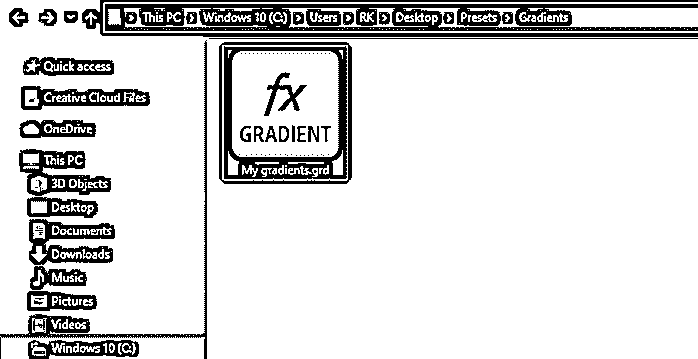 This PC > Windows 10 (C:) > Users > RK > Desktop > Presets > Gradients
Quick access
Creative Cloud Files
OneDrive
This PC
3D Objects
Desktop
Documents
Downloads
Music
Pictures
Videos
Windows 10 (C:)
fx
GRADIENT
My gradients.grd